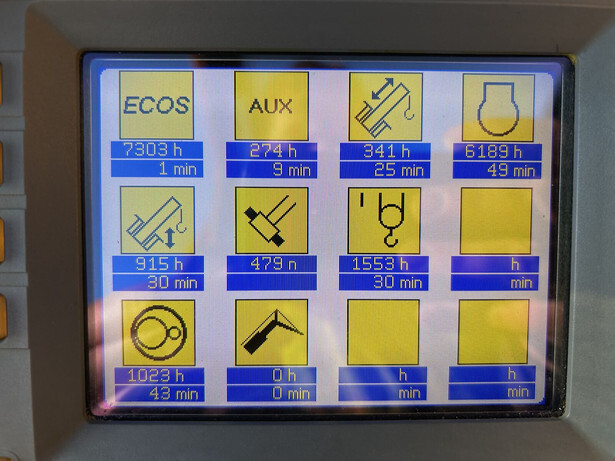 ECOS AUX
7303 h 274 h 341 h 6189 h
1 min 9 min 25 min 49 min
I
915 h 479 n 1553 h h
30 min 30 min min
1023 h 0 h h h
43 min 0 min min min